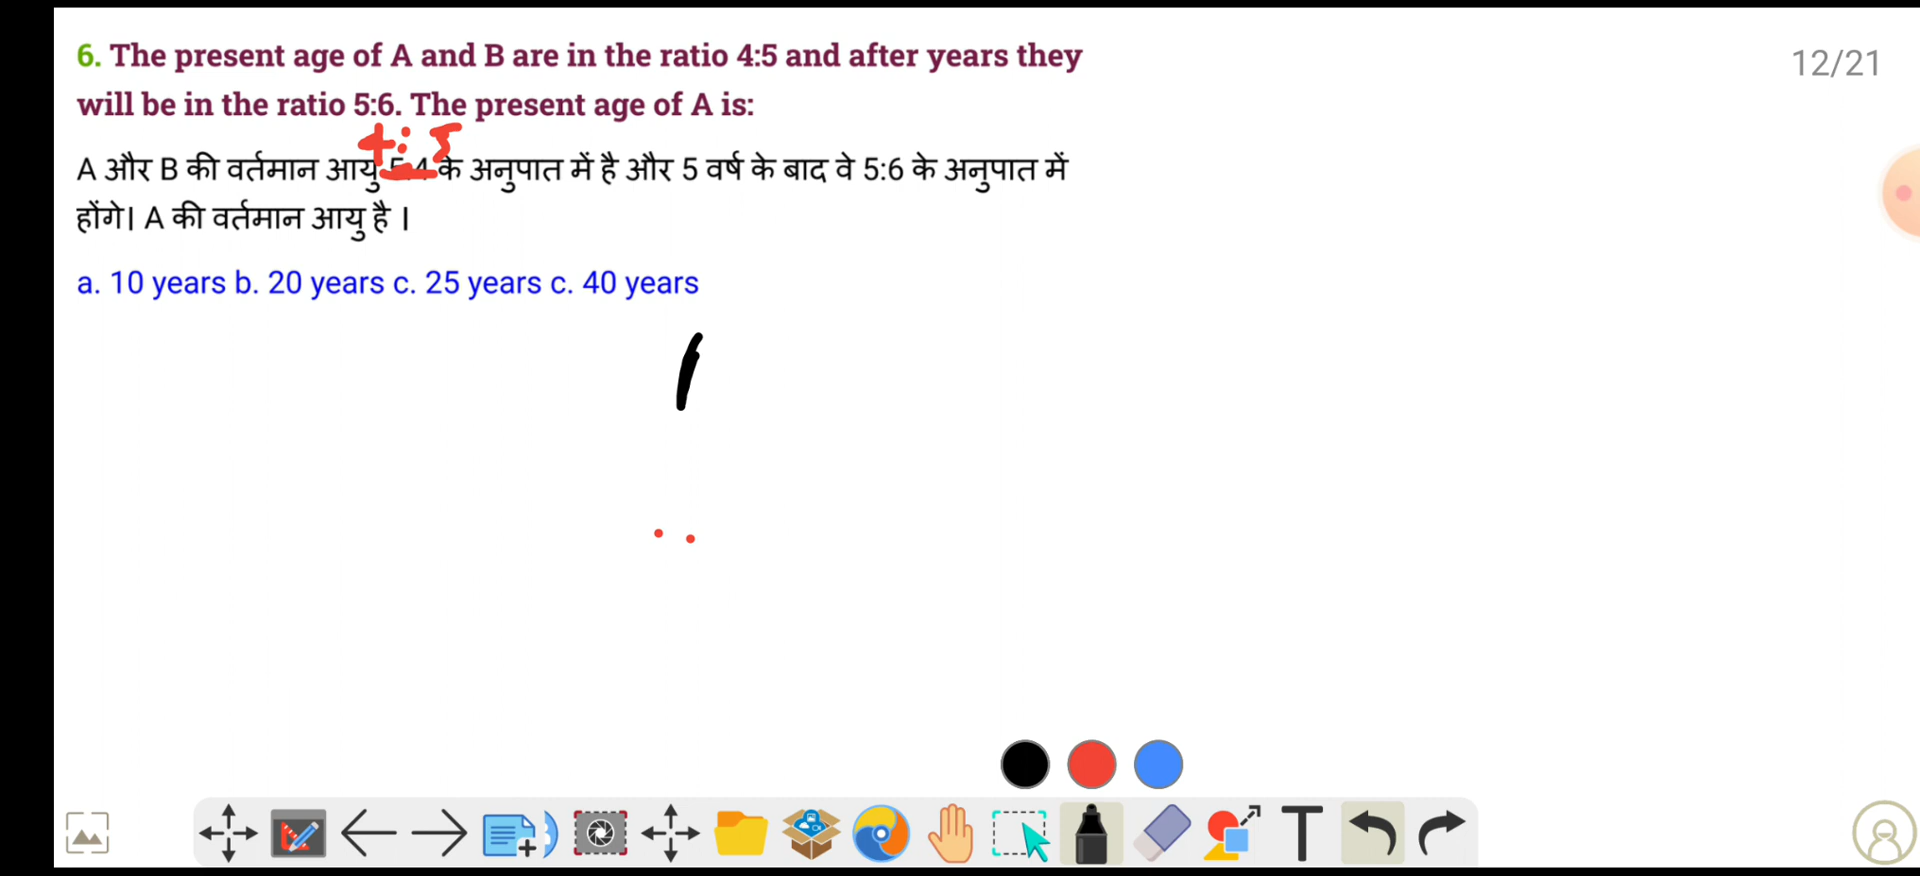 6. The present age of A and B are in the ratio 4:5 and after years they
12/21
will be in the ratio 5:6. The present age of A is:
4:5
A और B की वर्तमान आयु 5:4 के अनुपात में है और 5 वर्ष के बाद वे 5:6 के अनुपात में
होंगे| A की वर्तमान आयु है |
a. 10 years b. 20 years c. 25 years c. 40 years
T